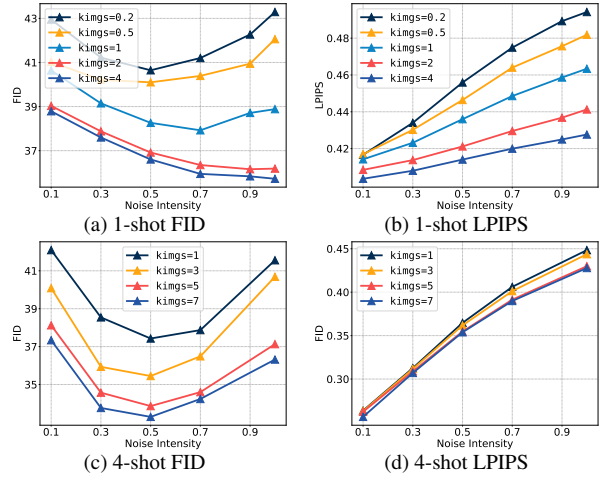 43
41
39
37
FID
kimgs=0.2
kimgs=0.5
kimgs=1
kimgs=2
kimgs=4
0.1 0.3 0.5 0.7 0.9
Noise Intensity
(a) 1-shot FID
0.48
0.46
0.44
0.42
LPIPS
kimgs=0.2
kimgs=0.5
kimgs=1
kimgs=2
kimgs=4
0.1 0.3 0.5 0.7 0.9
Noise Intensity
(b) 1-shot LPIPS
41
39
37
35
FID
kimgs=1
kimgs=3
kimgs=5
kimgs=7
0.1 0.3 0.5 0.7 0.9
Noise Intensity
(c) 4-shot FID
0.45
0.40
0.35
0.30
FID
kimgs=1
kimgs=3
kimgs=5
kimgs=7
0.1 0.3 0.5 0.7 0.9
Noise Intensity
(d) 4-shot LPIPS